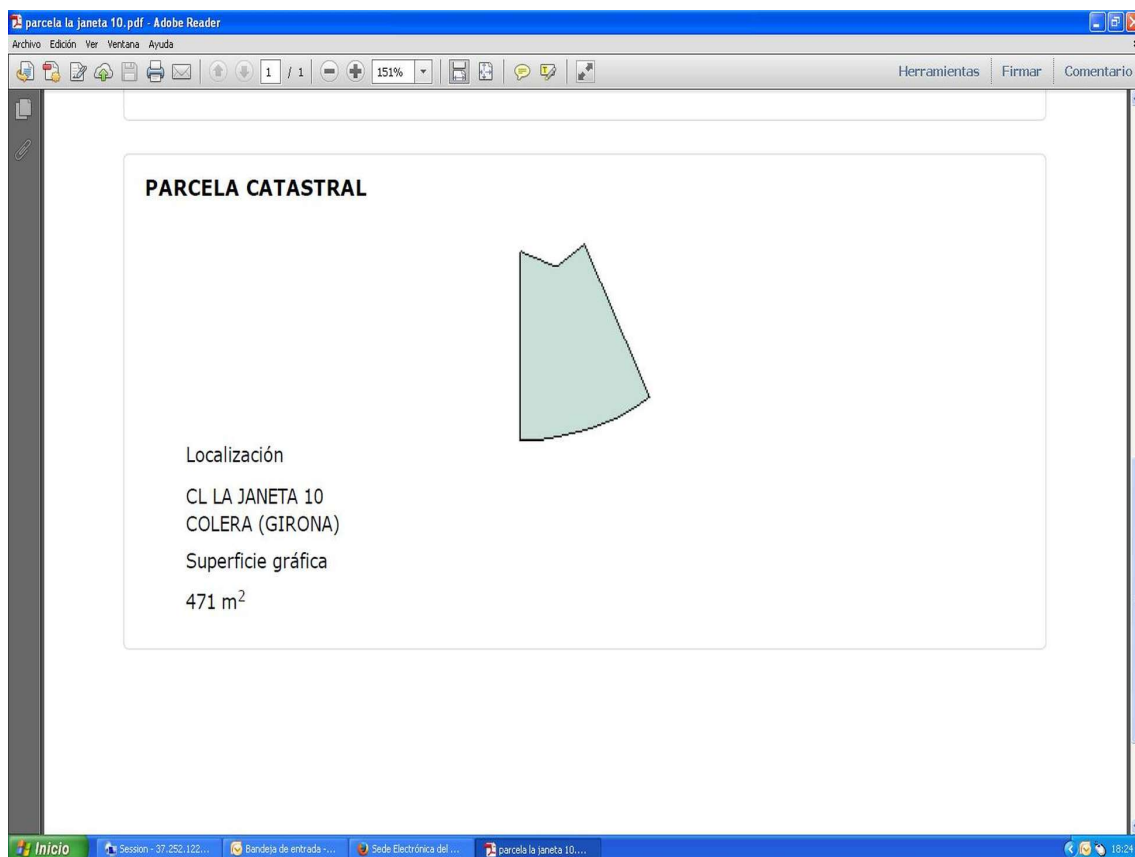 parcela la janeta 10.pdf - Adobe Reader
Archivo Edición Ver Ventana Ayuda
1 / 1 151% Herramientas Firmar Comentario
PARCELA CATASTRAL
Localización
CL LA JANETA 10
COLERA (GIRONA)
Superficie gráfica
471 m²
Inicio Session - 37.252.122... Bandeja de entrada -... Sede Electrónica del ... parcela la janeta 10.... 18:24